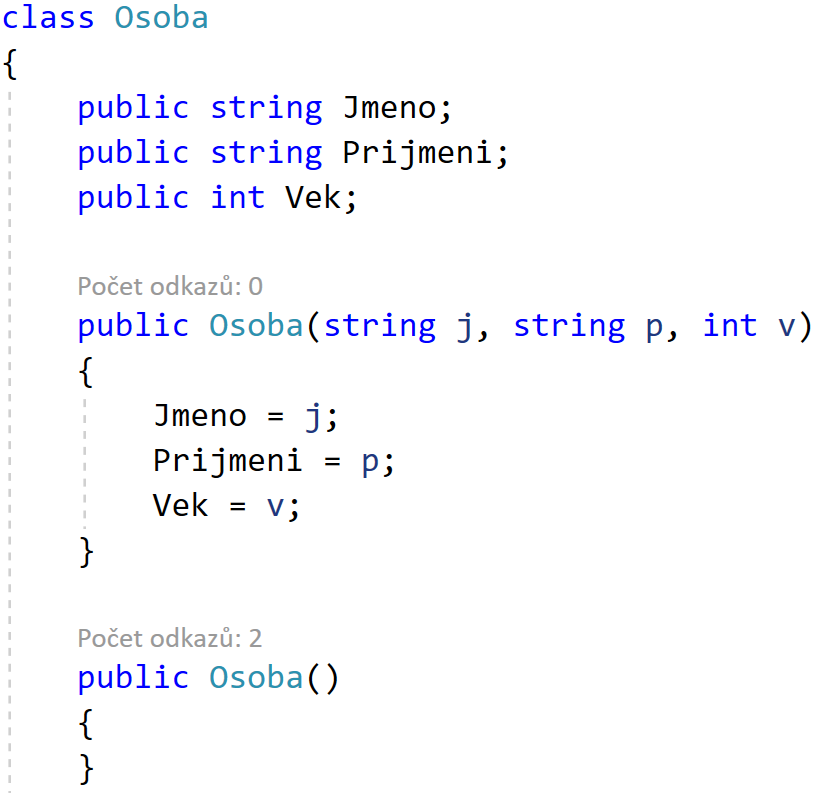 class Osoba
{
public string Jmeno;
public string Prijmeni;
public int Vek;
Počet odkazů: 0
public Osoba(string j, string p, int v)
{
Jmeno = j;
Prijmeni = p;
Vek = v;
}
Počet odkazů: 2
public Osoba()
{
}